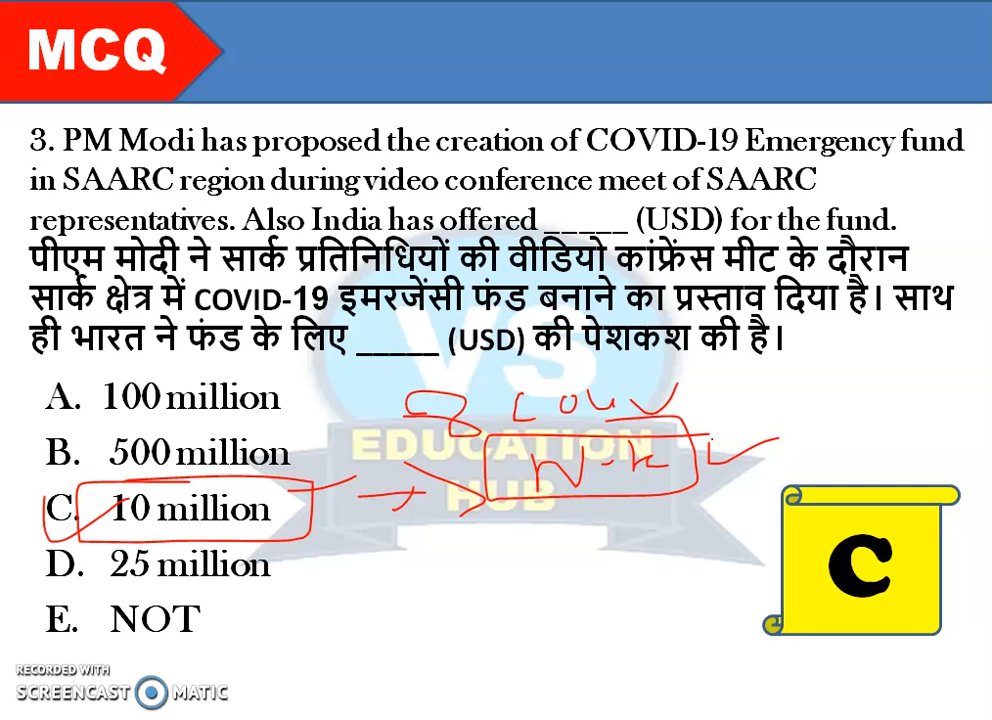 MCQ
3. PM Modi has proposed the creation of COVID-19 Emergency fund
in SAARC region during video conference meet of SAARC
representatives. Also India has offered _____ (USD) for the fund.
पीएम मोदी ने सार्क प्रतिनिधियों की वीडियो कांफ्रेंस मीट के दौरान
सार्क क्षेत्र में COVID-19 इमरजेंसी फंड बनाने का प्रस्ताव दिया है। साथ
ही भारत ने फंड के लिए _____ (USD) की पेशकश की है।
VS
EDUCATION
HUB
A. 100 million
B. 500 million
C. 10 million
D. 25 million
E. NOT
C
RECORDED WITH
SCREENCAST MATIC